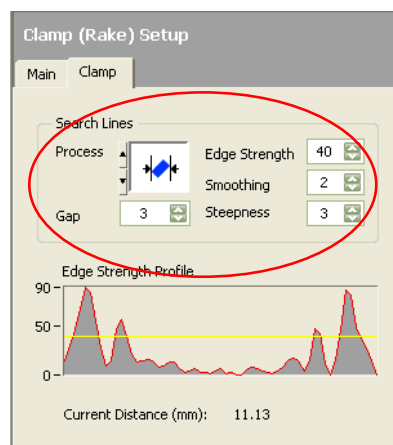 Clamp (Rake) Setup
Main Clamp
Search Lines
Process
Edge Strength 40
Smoothing 2
Gap 3 Steepness 3
Edge Strength Profile
90
50
0
Current Distance (mm): 11.13